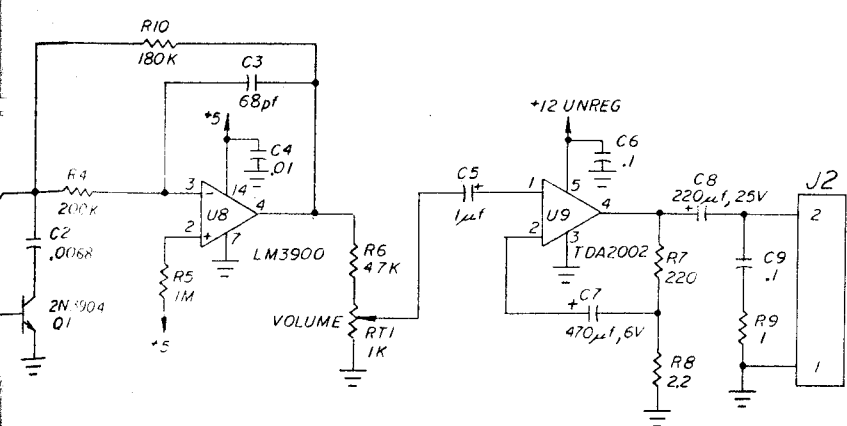 R10
180K
C3
68pf
+5
C4
.01
R4
200K
3
-
14
U8
4
2
+
7
LM3900
C2
.0068
R5
1M
+5
2N3904
Q1
R6
47K
VOLUME
RT1
1K
C5
+
1µf
+12 UNREG
C6
.1
1
5
U9
4
2
3
TDA2002
C7
+
470µf, 6V
R7
220
R8
2.2
C8
220µf, 25V
+
C9
.1
R9
1
J2
2
1